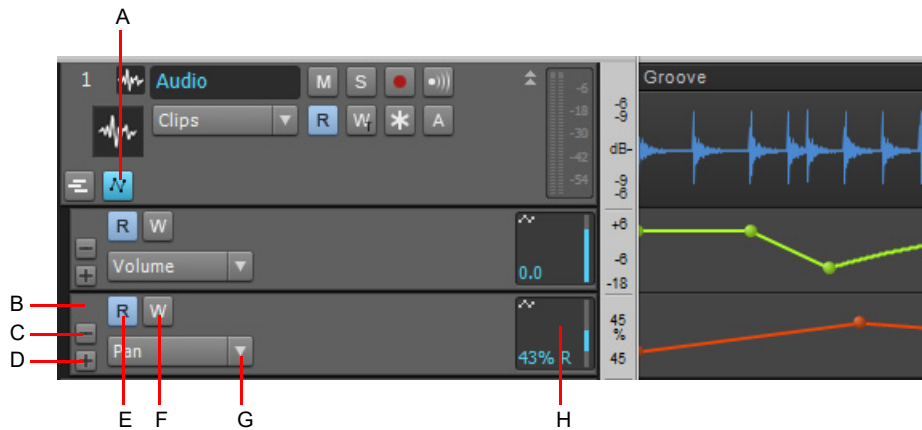 A
1 Audio M S
Groove
Clips R W A
-6
-18
-30
-42
-54
-6
-9
dB-
-9
-6
R W
Volume
0.0
+6
-6
-18
B
R W
C
D
Pan
43% R
45
%
45
E F G H